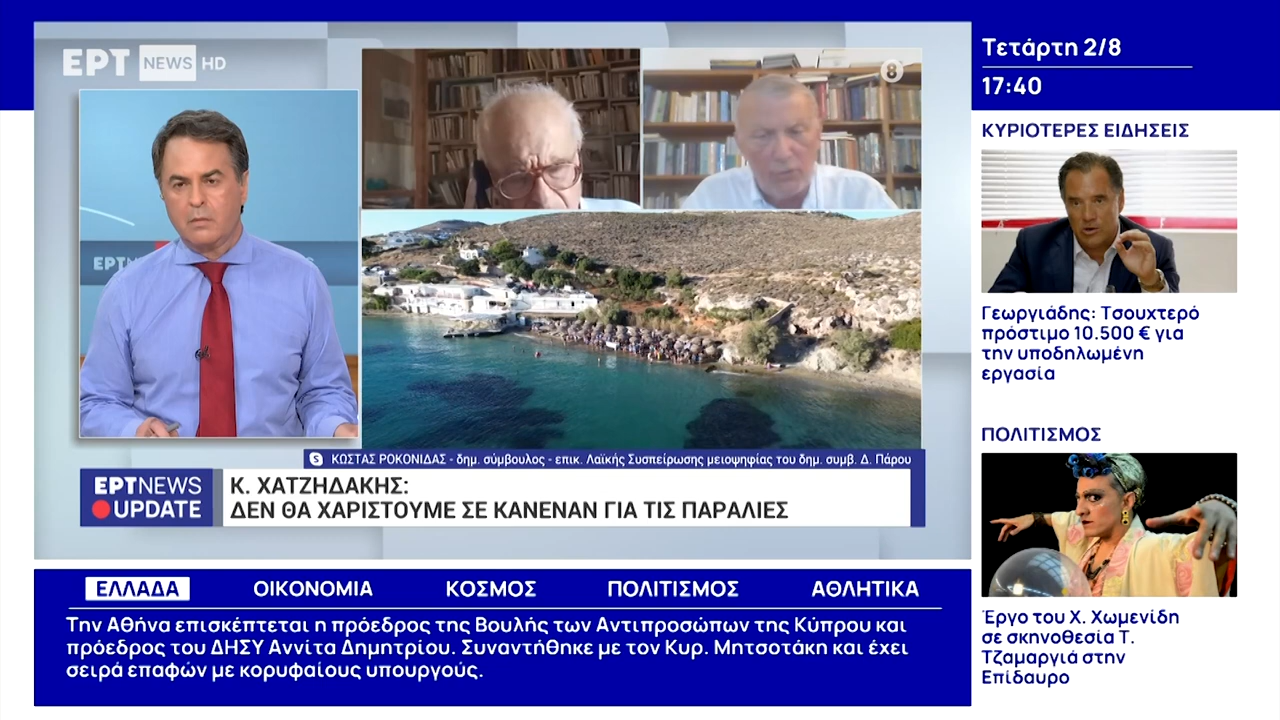 ΕΡΤ NEWS HD
Τετάρτη 2/8
17:40
ΚΥΡΙΟΤΕΡΕΣ ΕΙΔΗΣΕΙΣ
Γεωργιάδης: Τσουχτερό
πρόστιμο 10.500 € για
την υποδηλωμένη
εργασία
ΠΟΛΙΤΙΣΜΟΣ
Έργο του Χ. Χωμενίδη
σε σκηνοθεσία Τ.
Τζαμαργιά στην
Επίδαυρο
8
ΕΡΤ
ΚΩΣΤΑΣ ΡΟΚΟΝΙΔΑΣ - δημ. σύμβουλος - επικ. Λαϊκής Συσπείρωσης μειοψηφίας του δημ. συμβ. Δ. Πάρου
ΕΡΤNEWS
UPDATE
Κ. ΧΑΤΖΗΔΑΚΗΣ:
ΔΕΝ ΘΑ ΧΑΡΙΣΤΟΥΜΕ ΣΕ ΚΑΝΕΝΑΝ ΓΙΑ ΤΙΣ ΠΑΡΑΛΙΕΣ
ΕΛΛΑΔΑ ΟΙΚΟΝΟΜΙΑ ΚΟΣΜΟΣ ΠΟΛΙΤΙΣΜΟΣ ΑΘΛΗΤΙΚΑ
Την Αθήνα επισκέπτεται η πρόεδρος της Βουλής των Αντιπροσώπων της Κύπρου και
πρόεδρος του ΔΗΣΥ Αννίτα Δημητρίου. Συναντήθηκε με τον Κυρ. Μητσοτάκη και έχει
σειρά επαφών με κορυφαίους υπουργούς.